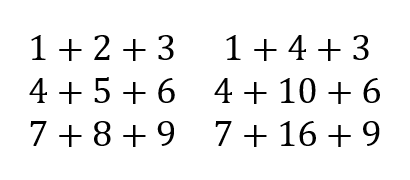 1 + 2 + 3 1 + 4 + 3
4 + 5 + 6 4 + 10 + 6
7 + 8 + 9 7 + 16 + 9